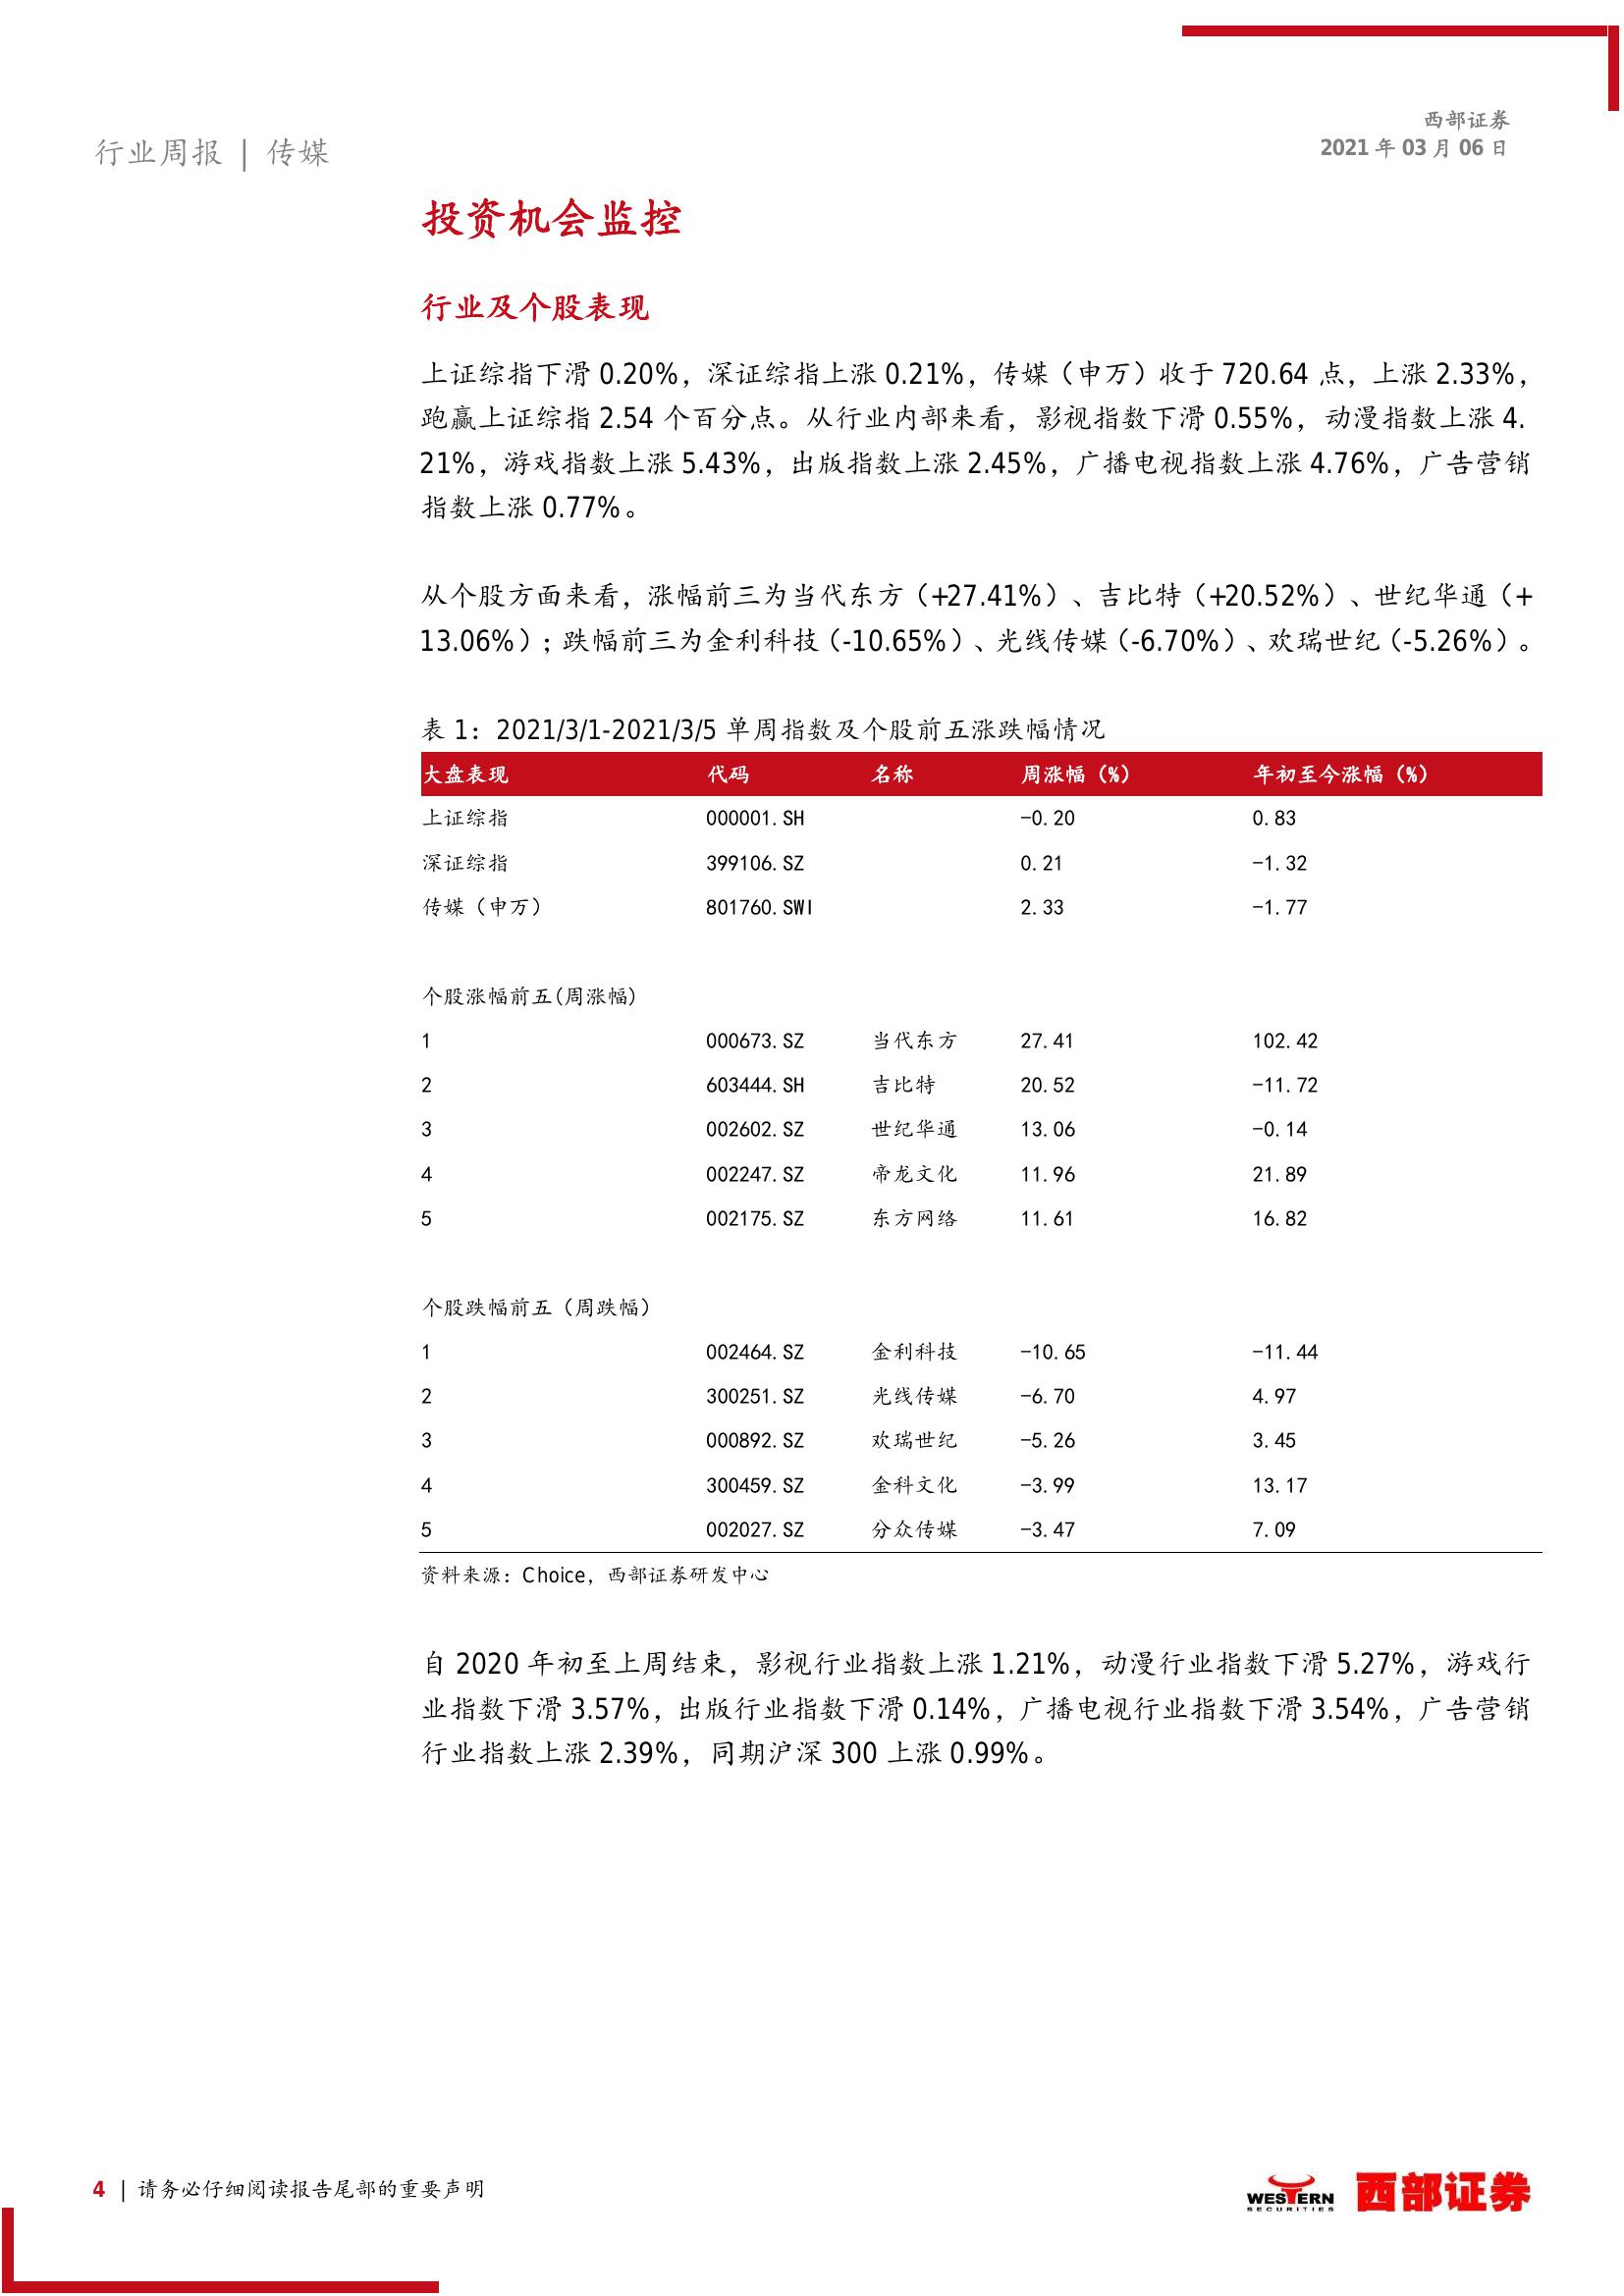 行业周报 | 传媒
西部证券
2021 年 03 月 06 日
投资机会监控
行业及个股表现
上证综指下滑 0.20%，深证综指上涨 0.21%，传媒（申万）收于 720.64 点，上涨 2.33%，
跑赢上证综指 2.54 个百分点。从行业内部来看，影视指数下滑 0.55%，动漫指数上涨 4.
21%，游戏指数上涨 5.43%，出版指数上涨 2.45%，广播电视指数上涨 4.76%，广告营销
指数上涨 0.77%。
从个股方面来看，涨幅前三为当代东方（+27.41%）、吉比特（+20.52%）、世纪华通（+
13.06%）；跌幅前三为金利科技（-10.65%）、光线传媒（-6.70%）、欢瑞世纪（-5.26%）。
表 1：2021/3/1-2021/3/5 单周指数及个股前五涨跌幅情况
大盘表现 代码 名称 周涨幅（%） 年初至今涨幅（%）
上证综指 000001.SH -0.20 0.83
深证综指 399106.SZ 0.21 -1.32
传媒（申万） 801760.SWI 2.33 -1.77
个股涨幅前五(周涨幅)
1 000673.SZ 当代东方 27.41 102.42
2 603444.SH 吉比特 20.52 -11.72
3 002602.SZ 世纪华通 13.06 -0.14
4 002247.SZ 帝龙文化 11.96 21.89
5 002175.SZ 东方网络 11.61 16.82
个股跌幅前五（周跌幅）
1 002464.SZ 金利科技 -10.65 -11.44
2 300251.SZ 光线传媒 -6.70 4.97
3 000892.SZ 欢瑞世纪 -5.26 3.45
4 300459.SZ 金科文化 -3.99 13.17
5 002027.SZ 分众传媒 -3.47 7.09
资料来源：Choice，西部证券研发中心
自 2020 年初至上周结束，影视行业指数上涨 1.21%，动漫行业指数下滑 5.27%，游戏行
业指数下滑 3.57%，出版行业指数下滑 0.14%，广播电视行业指数下滑 3.54%，广告营销
行业指数上涨 2.39%，同期沪深 300 上涨 0.99%。
4 | 请务必仔细阅读报告尾部的重要声明
WESTERN
SECURITIES
西部证券